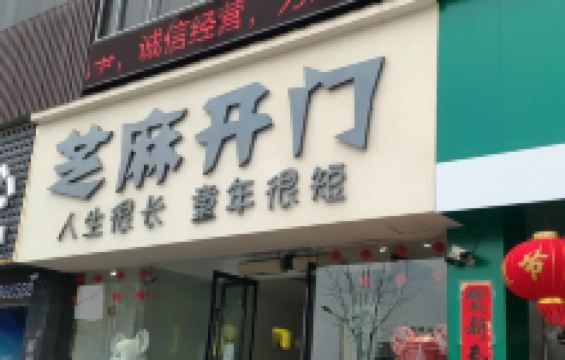 诚信经营，
芝麻开门
人生很长 童年很短